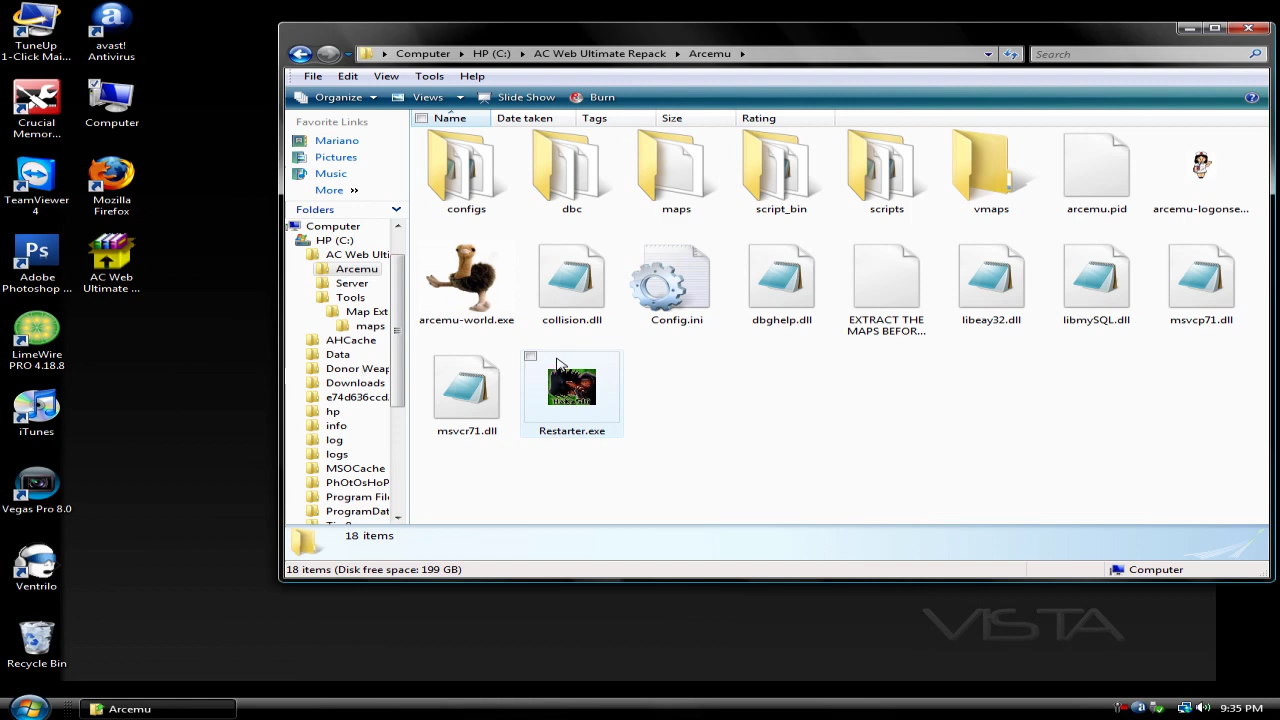 TuneUp
1-Click Mai...
avast!
Antivirus
Crucial
Memor...
Computer
TeamViewer
4
Mozilla
Firefox
Adobe
Photoshop ...
AC Web
Ultimate ...
LimeWire
PRO 4.18.8
iTunes
Vegas Pro 8.0
Ventrilo
Recycle Bin
Computer HP (C:) AC Web Ultimate Repack Arcemu
Search
File Edit View Tools Help
Organize Views Slide Show Burn
Favorite Links
Mariano
Pictures
Music
More »
Folders
Computer
HP (C:)
AC Web Ulti
Arcemu
Server
Tools
Map Ext
maps
AHCache
Data
Donor Weap
Downloads
e74d636ccd.
hp
info
log
logs
MSOCache
PhOtOsHoP
Program File
ProgramDat
Name Date taken Tags Size Rating
configs
dbc
maps
script_bin
scripts
vmaps
arcemu.pid
arcemu-logonse...
arcemu-world.exe
collision.dll
Config.ini
dbghelp.dll
EXTRACT THE
MAPS BEFOR...
libeay32.dll
libmySQL.dll
msvcp71.dll
msvcr71.dll
Restarter.exe
18 items
18 items (Disk free space: 199 GB)
Computer
VISTA
Arcemu
9:35 PM